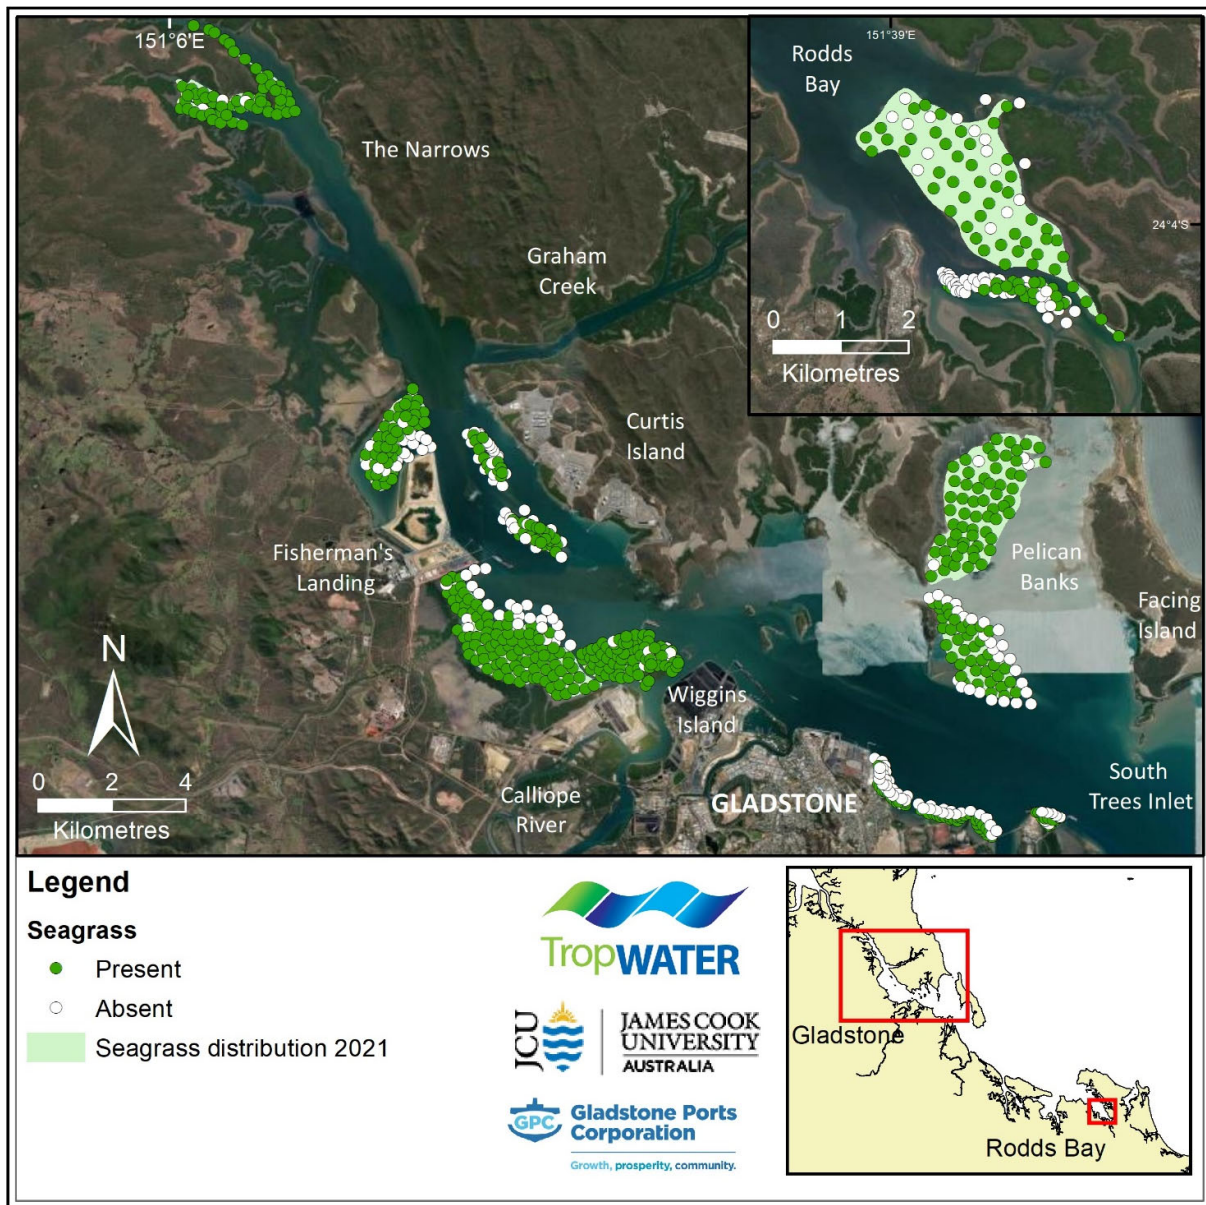 151°6'E
The Narrows
Graham
Creek
Curtis
Island
Fisherman's
Landing
Pelican
Banks
Facing
Island
N
Wiggins
Island
0 2 4
Kilometres
Calliope
River
GLADSTONE
South
Trees Inlet
151°39'E
Rodds
Bay
24°4'S
0 1 2
Kilometres
Legend
Seagrass
Present
Absent
Seagrass distribution 2021
TropWATER
JCU
JAMES COOK
UNIVERSITY
AUSTRALIA
GPC
Gladstone Ports
Corporation
Growth, prosperity, community.
Gladstone
Rodds Bay